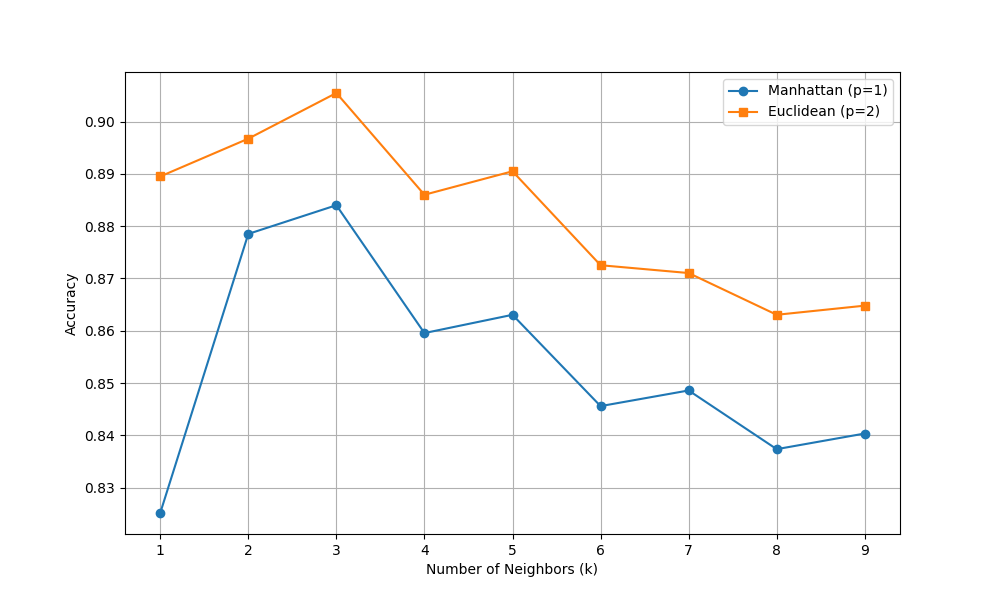 Manhattan (p=1)
Euclidean (p=2)
Accuracy
0.90
0.89
0.88
0.87
0.86
0.85
0.84
0.83
1 2 3 4 5 6 7 8 9
Number of Neighbors (k)